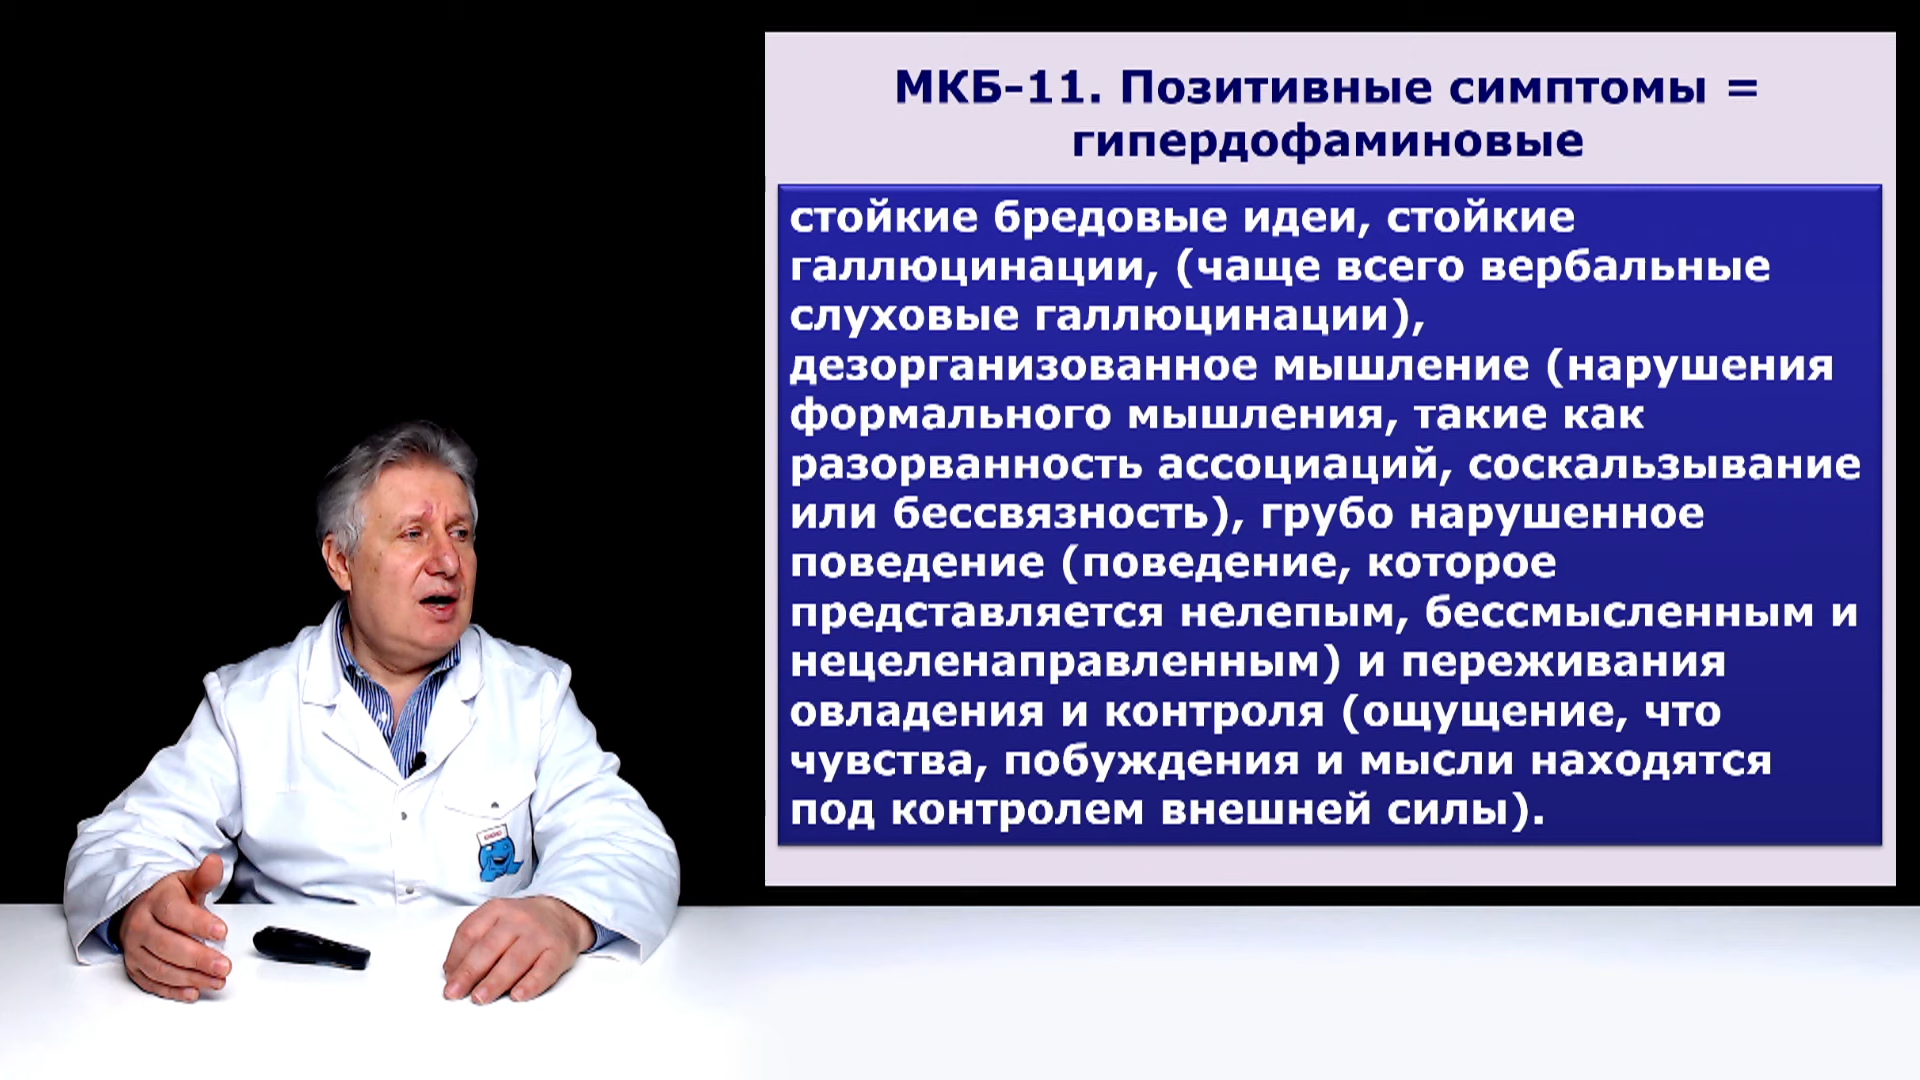 МКБ-11. Позитивные симптомы =
гипердофаминовые
стойкие бредовые идеи, стойкие
галлюцинации, (чаще всего вербальные
слуховые галлюцинации),
дезорганизованное мышление (нарушения
формального мышления, такие как
разорванность ассоциаций, соскальзывание
или бессвязность), грубо нарушенное
поведение (поведение, которое
представляется нелепым, бессмысленным и
нецеленаправленным) и переживания
овладения и контроля (ощущение, что
чувства, побуждения и мысли находятся
под контролем внешней силы).